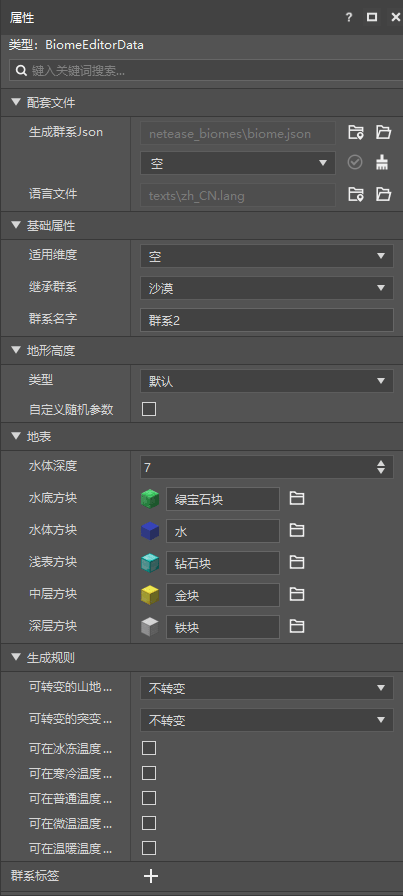 属性
类型: BiomeEditorData
键入关键词搜索...
配套文件
生成群系Json netease_biomes\biome.json
空
语言文件 texts\zh_CN.lang
基础属性
适用维度 空
继承群系 沙漠
群系名字 群系2
地形高度
类型 默认
自定义随机参数
地表
水体深度 7
水底方块 绿宝石块
水体方块 水
浅表方块 钻石块
中层方块 金块
深层方块 铁块
生成规则
可转变的山地... 不转变
可转变的突变... 不转变
可在冰冻温度...
可在寒冷温度...
可在普通温度...
可在微温温度...
可在温暖温度...
群系标签